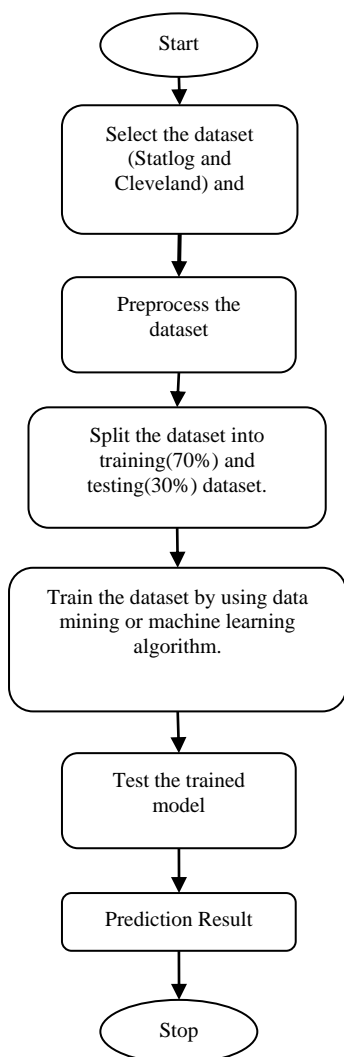 Start
Select the dataset
(Statlog and
Cleveland) and
Preprocess the
dataset
Split the dataset into
training(70%) and
testing(30%) dataset.
Train the dataset by using data
mining or machine learning
algorithm.
Test the trained
model
Prediction Result
Stop